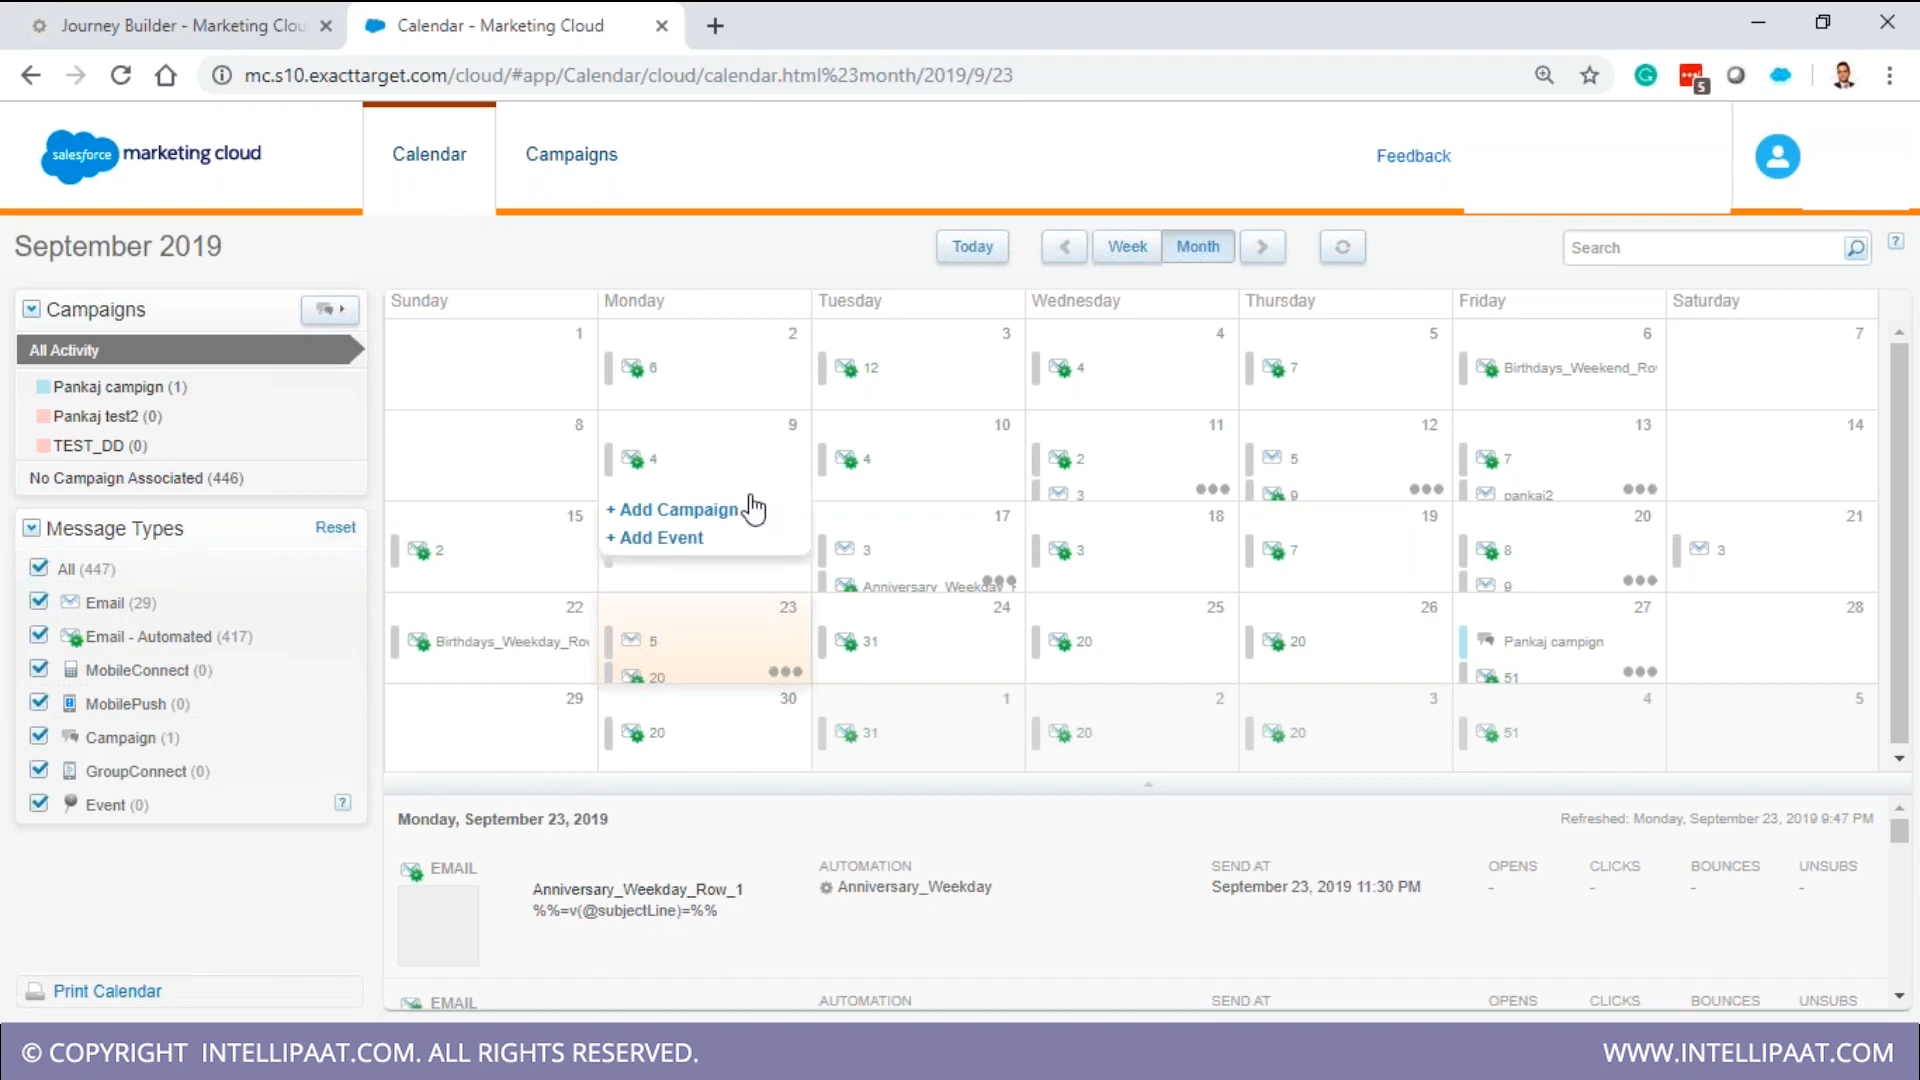 Journey Builder - Marketing Clou
Calendar - Marketing Cloud
mc.s10.exacttarget.com/cloud/#app/Calendar/cloud/calendar.html%23month/2019/9/23
S
salesforce marketing cloud
Calendar
Campaigns
Feedback
September 2019
Today
Week
Month
Search
?
Campaigns
All Activity
Pankaj campign (1)
Pankaj test2 (0)
TEST_DD (0)
No Campaign Associated (446)
Message Types
Reset
All (447)
Email (29)
Email - Automated (417)
MobileConnect (0)
MobilePush (0)
Campaign (1)
GroupConnect (0)
Event (0)
?
Print Calendar
Sunday Monday Tuesday Wednesday Thursday Friday Saturday
1 2 3 4 5 6 7
6 12 4 7 Birthdays_Weekend_Ro
8 9 10 11 12 13 14
4 4 2 5 7
3 9 pankaj2
+ Add Campaign
+ Add Event
15 17 18 19 20 21
2 3 3 7 8 3
Anniversary_Weekday_ 9
22 23 24 25 26 27 28
Birthdays_Weekday_Ro 5 31 20 20 Pankaj campign
20 51
29 30 1 2 3 4 5
20 31 20 20 51
Monday, September 23, 2019
Refreshed: Monday, September 23, 2019 9:47 PM
EMAIL
Anniversary_Weekday_Row_1
%%=v(@subjectLine)=%%
AUTOMATION
Anniversary_Weekday
SEND AT
September 23, 2019 11:30 PM
OPENS CLICKS BOUNCES UNSUBS
- - - -
EMAIL AUTOMATION SEND AT OPENS CLICKS BOUNCES UNSUBS
© COPYRIGHT INTELLIPAAT.COM. ALL RIGHTS RESERVED.
WWW.INTELLIPAAT.COM